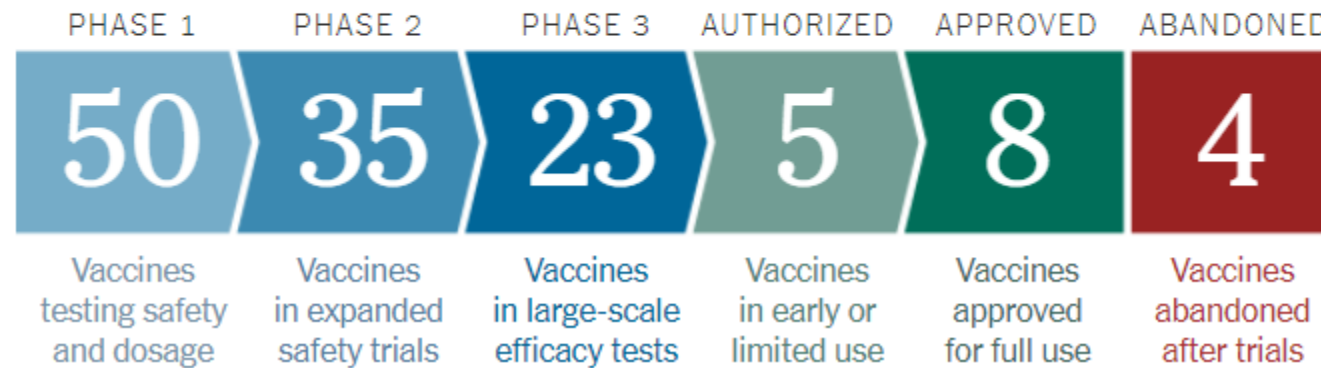 PHASE 1 PHASE 2 PHASE 3 AUTHORIZED APPROVED ABANDONED
50 35 23 5 8 4
Vaccines Vaccines Vaccines Vaccines Vaccines Vaccines
testing safety in expanded in large-scale in early or approved abandoned
and dosage safety trials efficacy tests limited use for full use after trials